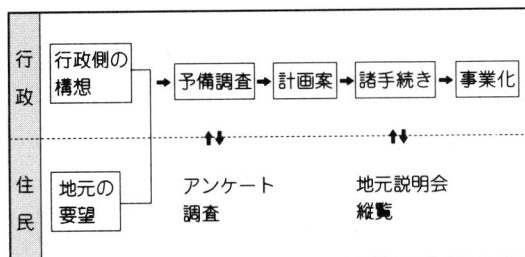 行政
行政側の
構想
予備調査
計画案
諸手続き
事業化
住民
地元の
要望
アンケート
調査
地元説明会
縦覧